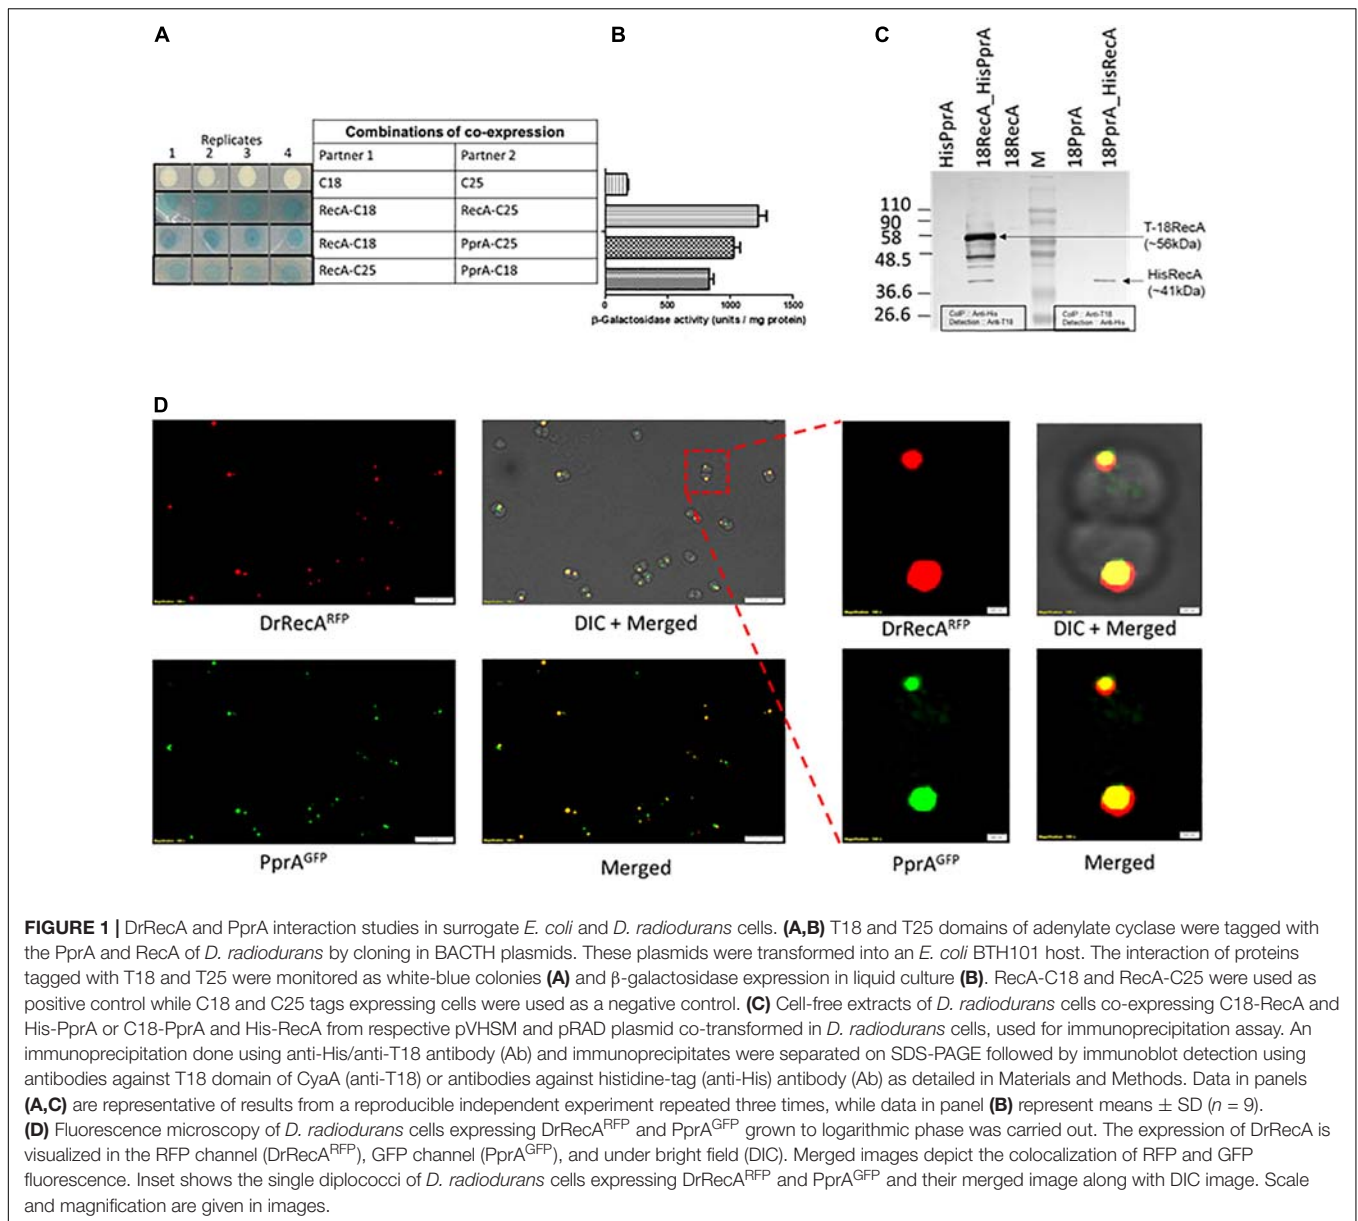 A
B
C
Replicates
1 2 3 4
Combinations of co-expression
Partner 1 Partner 2
C18 C25
RecA-C18 RecA-C25
RecA-C18 PprA-C25
RecA-C25 PprA-C18
0 500 1000 1500
β-Galactosidase activity (units / mg protein)
HisPprA
18RecA_HisPprA
18RecA
M
18PprA
18PprA_HisRecA
110
90
58
48.5
36.6
26.6
T-18RecA
(~56kDa)
HisRecA
(~41kDa)
CoIP : Anti-His
Detection : Anti-T18
CoIP : Anti-T18
Detection : Anti-His
D
DrRecA^RFP
DIC + Merged
DrRecA^RFP
DIC + Merged
PprA^GFP
Merged
PprA^GFP
Merged
FIGURE 1 | DrRecA and PprA interaction studies in surrogate E. coli and D. radiodurans cells. (A,B) T18 and T25 domains of adenylate cyclase were tagged with
the PprA and RecA of D. radiodurans by cloning in BACTH plasmids. These plasmids were transformed into an E. coli BTH101 host. The interaction of proteins
tagged with T18 and T25 were monitored as white-blue colonies (A) and β-galactosidase expression in liquid culture (B). RecA-C18 and RecA-C25 were used as
positive control while C18 and C25 tags expressing cells were used as a negative control. (C) Cell-free extracts of D. radiodurans cells co-expressing C18-RecA and
His-PprA or C18-PprA and His-RecA from respective pVHSM and pRAD plasmid co-transformed in D. radiodurans cells, used for immunoprecipitation assay. An
immunoprecipitation done using anti-His/anti-T18 antibody (Ab) and immunoprecipitates were separated on SDS-PAGE followed by immunoblot detection using
antibodies against T18 domain of CyaA (anti-T18) or antibodies against histidine-tag (anti-His) antibody (Ab) as detailed in Materials and Methods. Data in panels
(A,C) are representative of results from a reproducible independent experiment repeated three times, while data in panel (B) represent means ± SD (n = 9).
(D) Fluorescence microscopy of D. radiodurans cells expressing DrRecA^RFP and PprA^GFP grown to logarithmic phase was carried out. The expression of DrRecA is
visualized in the RFP channel (DrRecA^RFP), GFP channel (PprA^GFP), and under bright field (DIC). Merged images depict the colocalization of RFP and GFP
fluorescence. Inset shows the single diplococci of D. radiodurans cells expressing DrRecA^RFP and PprA^GFP and their merged image along with DIC image. Scale
and magnification are given in images.